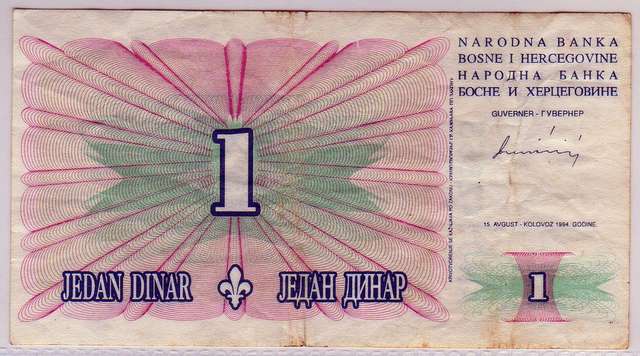 NARODNA BANKA
BOSNE I HERCEGOVINE
НАРОДНА БАНКА
БОСНЕ И ХЕРЦЕГОВИНЕ
GUVERNER - ГУВЕРНЕР
1
15. AVGUST - KOLOVOZ 1994. GODINE
JEDAN DINAR
ЈЕДАН ДИНАР
1